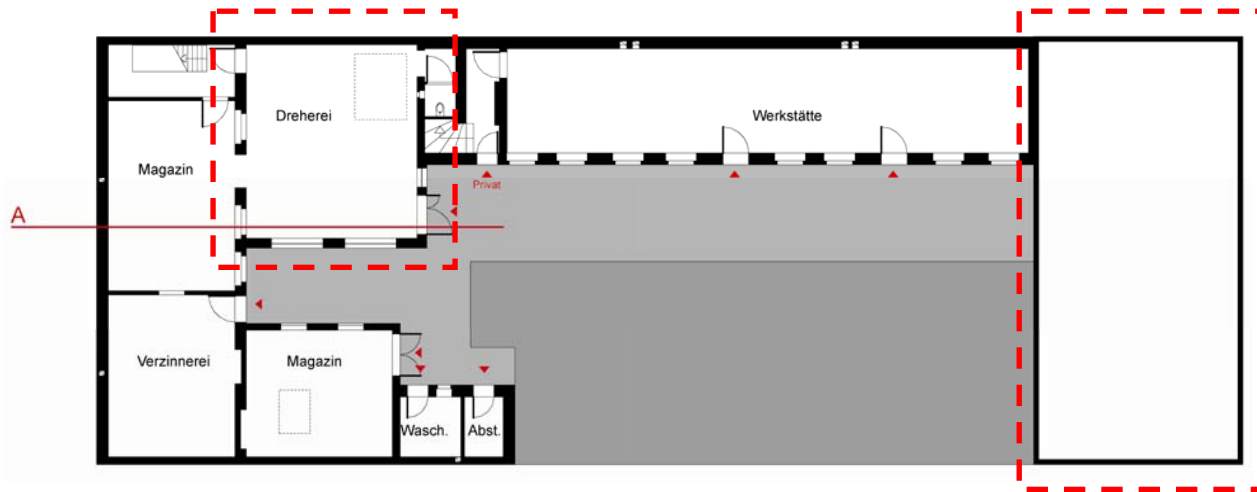 Dreherei
Werkstätte
Magazin
Privat
A
Verzinnerei
Magazin
Wasch.
Abst.